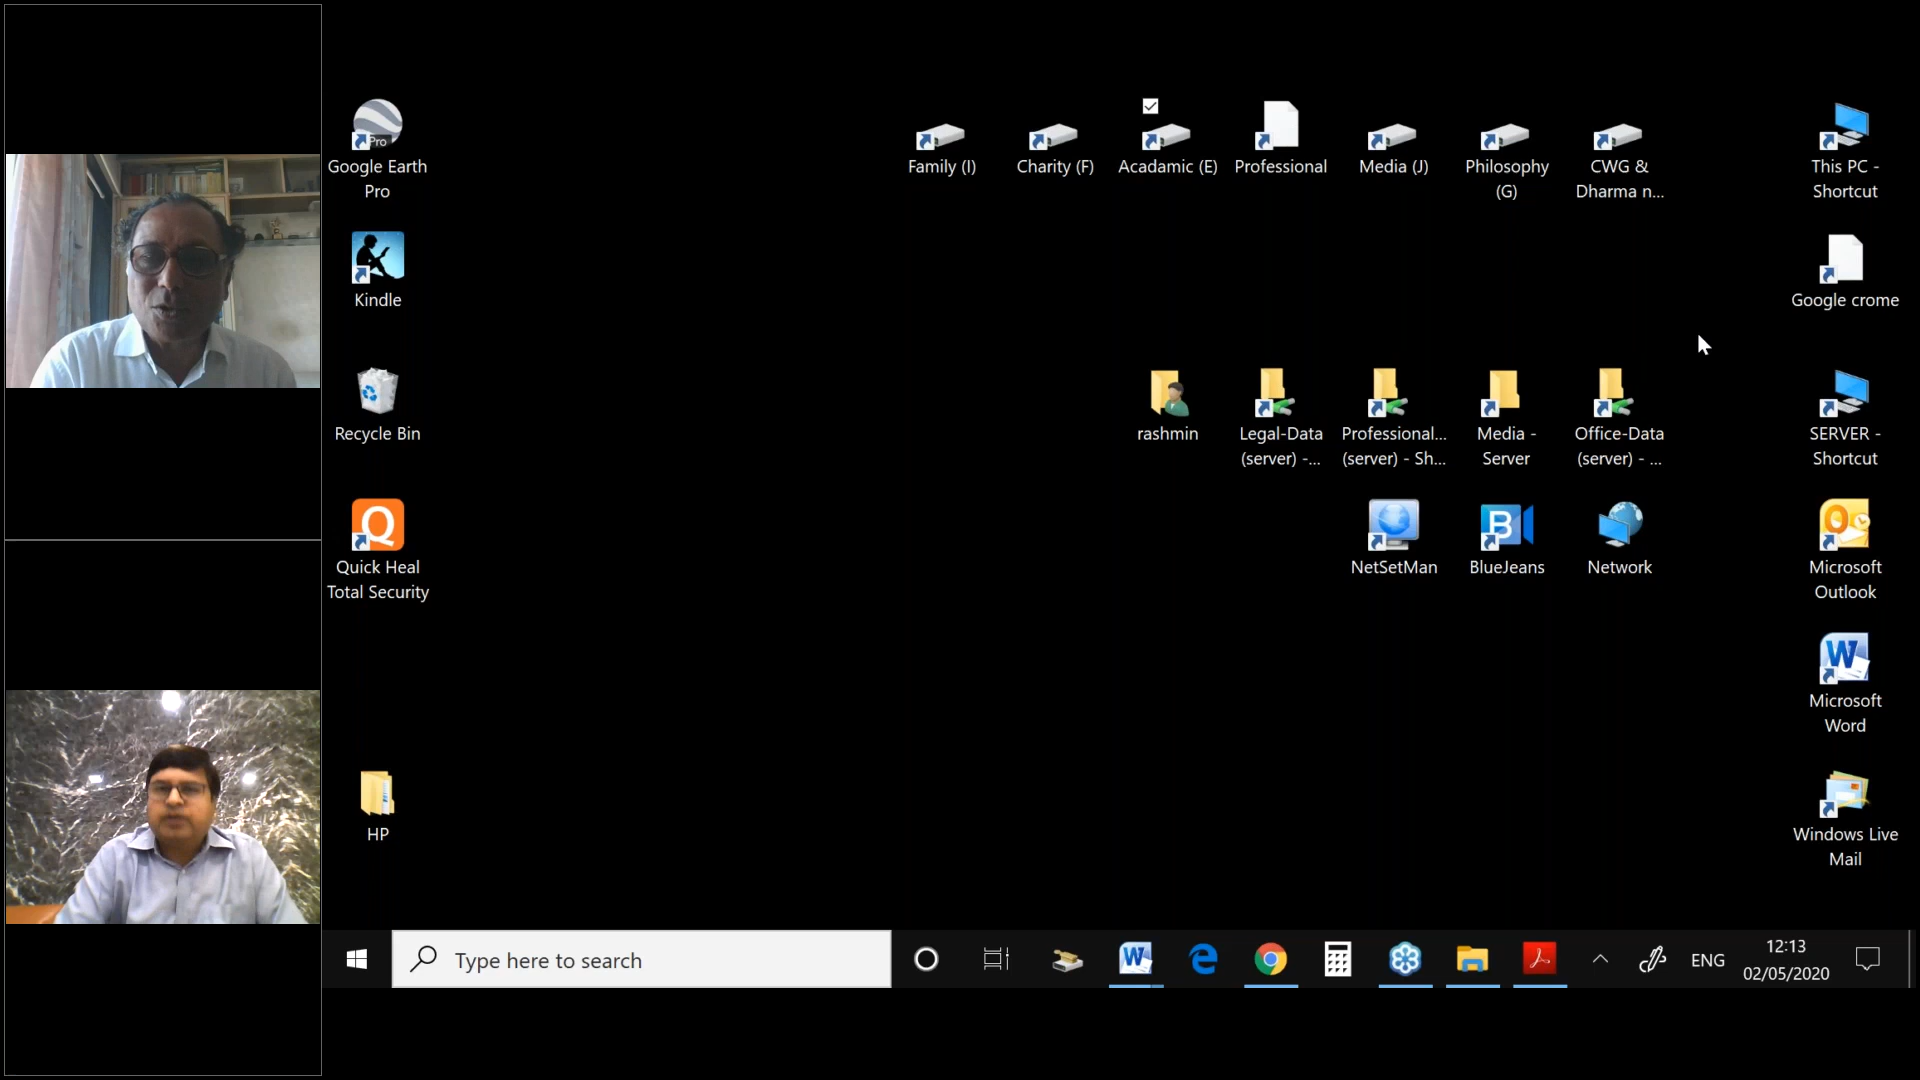 Pro
Google Earth
Pro
Family (I)
Charity (F)
Acadamic (E)
Professional
Media (J)
Philosophy
(G)
CWG &
Dharma n...
This PC -
Shortcut
Kindle
Google crome
Recycle Bin
rashmin
Legal-Data
(server) -...
Professional...
(server) - Sh...
Media -
Server
Office-Data
(server) - ...
SERVER -
Shortcut
Q
Quick Heal
Total Security
NetSetMan
B
BlueJeans
Network
O
Microsoft
Outlook
W
Microsoft
Word
HP
Windows Live
Mail
Type here to search
W
ENG
12:13
02/05/2020